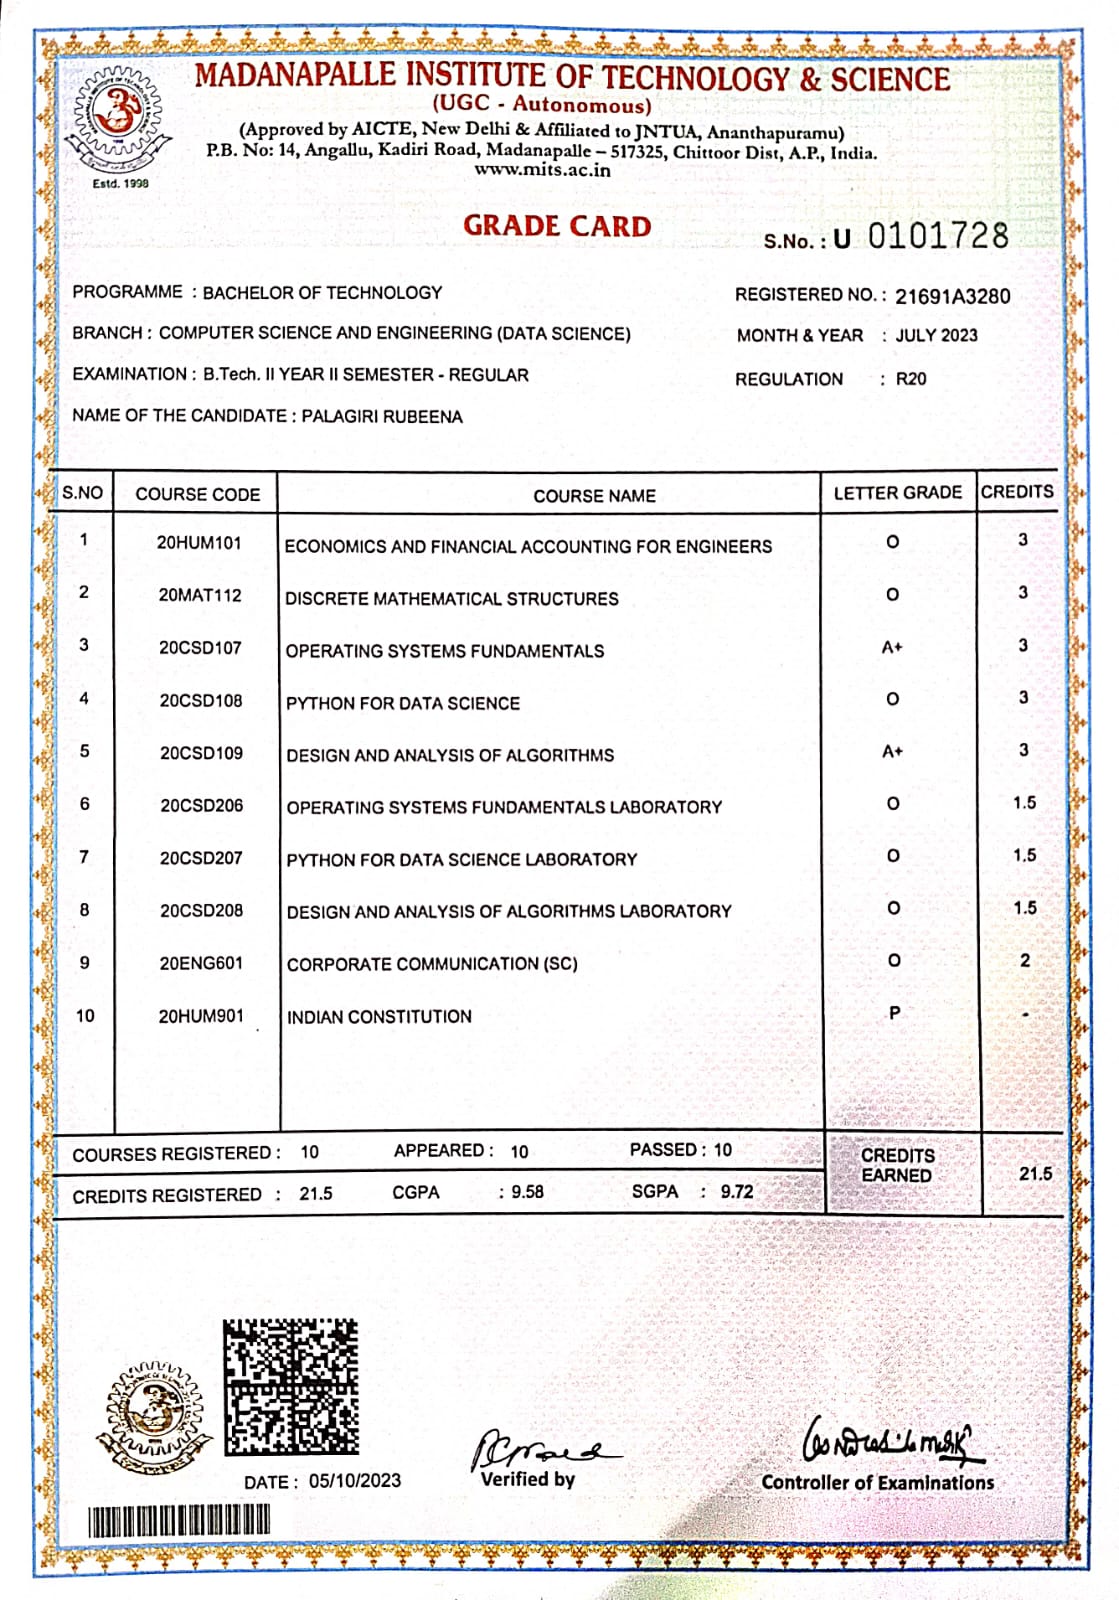 MADANAPALLE INSTITUTE OF TECHNOLOGY & SCIENCE
(UGC - Autonomous)
(Approved by AICTE, New Delhi & Affiliated to JNTUA, Ananthapuramu)
P.B. No: 14, Angallu, Kadiri Road, Madanapalle – 517325, Chittoor Dist, A.P., India.
www.mits.ac.in
Estd. 1998
GRADE CARD
S.No. : U 0101728
PROGRAMME : BACHELOR OF TECHNOLOGY
REGISTERED NO. : 21691A3280
BRANCH : COMPUTER SCIENCE AND ENGINEERING (DATA SCIENCE)
MONTH & YEAR : JULY 2023
EXAMINATION : B.Tech. II YEAR II SEMESTER - REGULAR
REGULATION : R20
NAME OF THE CANDIDATE : PALAGIRI RUBEENA
S.NO COURSE CODE COURSE NAME LETTER GRADE CREDITS
1 20HUM101 ECONOMICS AND FINANCIAL ACCOUNTING FOR ENGINEERS O 3
2 20MAT112 DISCRETE MATHEMATICAL STRUCTURES O 3
3 20CSD107 OPERATING SYSTEMS FUNDAMENTALS A+ 3
4 20CSD108 PYTHON FOR DATA SCIENCE O 3
5 20CSD109 DESIGN AND ANALYSIS OF ALGORITHMS A+ 3
6 20CSD206 OPERATING SYSTEMS FUNDAMENTALS LABORATORY O 1.5
7 20CSD207 PYTHON FOR DATA SCIENCE LABORATORY O 1.5
8 20CSD208 DESIGN AND ANALYSIS OF ALGORITHMS LABORATORY O 1.5
9 20ENG601 CORPORATE COMMUNICATION (SC) O 2
10 20HUM901 INDIAN CONSTITUTION P -
COURSES REGISTERED : 10 APPEARED : 10 PASSED : 10
CREDITS REGISTERED : 21.5 CGPA : 9.58 SGPA : 9.72
CREDITS EARNED 21.5
DATE : 05/10/2023
Verified by
Controller of Examinations